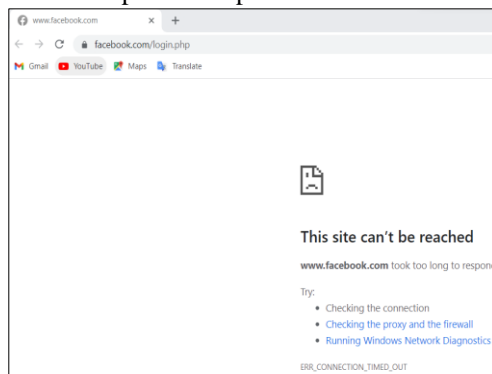 www.facebook.com
facebook.com/login.php
Gmail YouTube Maps Translate
This site can't be reached
www.facebook.com took too long to respond
Try:
• Checking the connection
• Checking the proxy and the firewall
• Running Windows Network Diagnostics
ERR_CONNECTION_TIMED_OUT